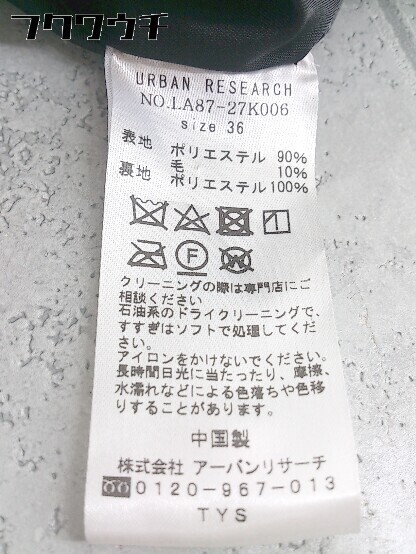 フクワウチ
URBAN RESEARCH
NO.LA87-27K006
size 36
表地 ポリエステル 90%
毛 10%
裏地 ポリエステル 100%
F W
クリーニングの際は専門店にご
相談ください
石油系のドライクリーニングで、
すすぎはソフトで処理してくだ
さい。
アイロンをかけないでください。
長時間日光に当たったり、摩擦、
水濡れなどによる色落ちや色移
りすることがあります。
中国製
株式会社 アーバンリサーチ
0120-967-013
TYS